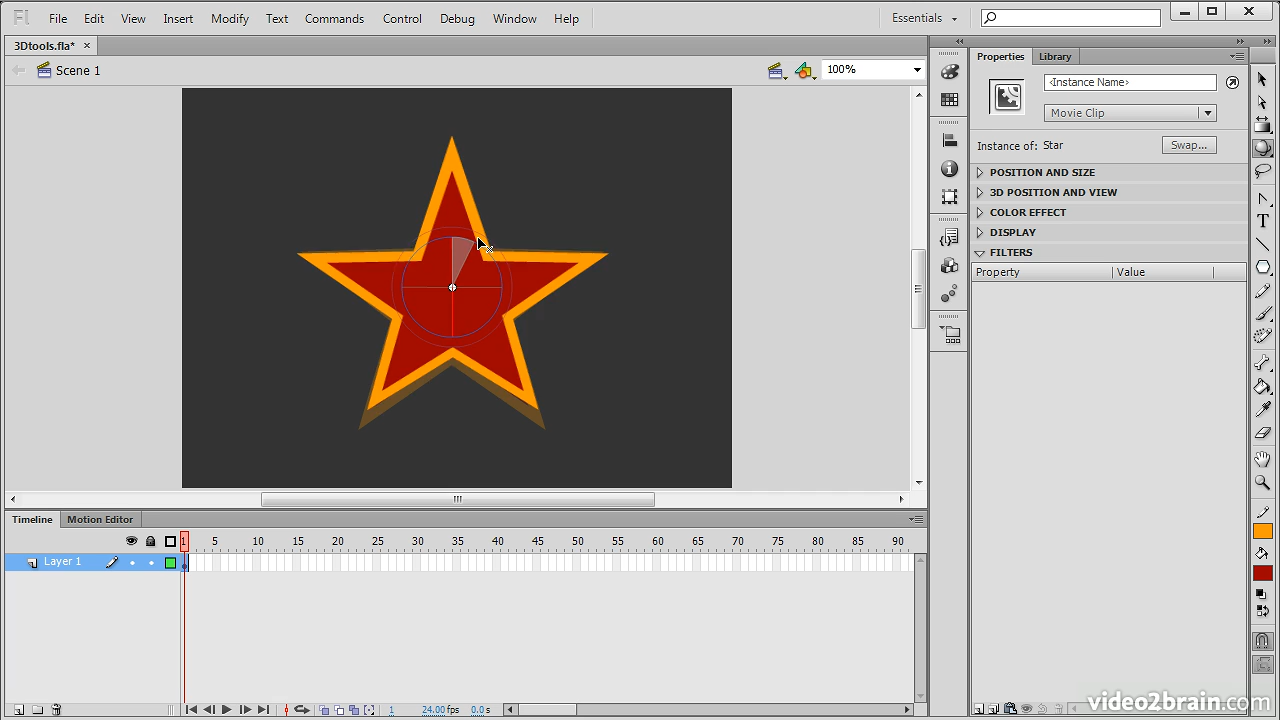 Fl File Edit View Insert Modify Text Commands Control Debug Window Help Essentials
3Dtools.fla* ×
Scene 1 100%
Properties Library
<Instance Name>
Movie Clip
Instance of: Star Swap...
POSITION AND SIZE
3D POSITION AND VIEW
COLOR EFFECT
DISPLAY
FILTERS
Property Value
Timeline Motion Editor
1 5 10 15 20 25 30 35 40 45 50 55 60 65 70 75 80 85 90
Layer 1
1 24.00fps 0.0s
video2brain.com